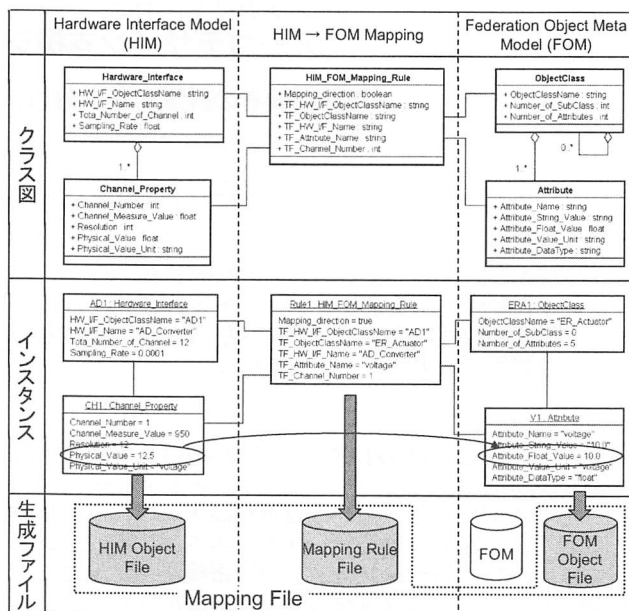 Hardware Interface Model
(HIM)
HIM → FOM Mapping
Federation Object Meta
Model (FOM)
クラス図
Hardware_Interface
+ HW_I/F_ObjectClassName : string
+ HW_I/F_Name : string
+ Tota_Number_of_Channel : int
+ Sampling_Rate : float
1..*
Channel_Property
+ Channel_Number : int
+ Channel_Measure_Value : float
+ Resolution : int
+ Physical_Value : float
+ Physical_Value_Unit : string
HIM_FOM_Mapping_Rule
+ Mapping_direction : boolean
+ TF_HW_I/F_ObjectClassName : string
+ TF_ObjectClassName : string
+ TF_HW_I/F_Name : string
+ TF_Attribute_Name : string
+ TF_Channel_Number : int
ObjectClass
+ ObjectClassName : string
+ Number_of_SubClass : int
+ Number_of_Attributes : int
0..*
1..*
Attribute
+ Attribute_Name : string
+ Attribute_String_Value : string
+ Attribute_Float_Value : float
+ Attribute_Value_Unit : string
+ Attribute_DataType : string
インスタンス
AD1 : Hardware_Interface
HW_I/F_ObjectClassName = "AD1"
HW_I/F_Name = "AD_Converter"
Total_Number_of_Channel = 12
Sampling_Rate = 0.0001
CH1 : Channel_Property
Channel_Number = 1
Channel_Measure_Value = 950
Resolution = 12
Physical_Value = 12.5
Physical_Value_Unit = "voltage"
Rule1 : HIM_FOM_Mapping_Rule
Mapping_direction = true
TF_HW_I/F_ObjectClassName = "AD1"
TF_ObjectClassName = "ER_Actuator"
TF_HW_I/F_Name = "AD_Converter"
TF_Attribute_Name = "voltage"
TF_Channel_Number = 1
ERA1 : ObjectClass
ObjectClassName = "ER_Actuator"
Number_of_SubClass = 0
Number_of_Attributes = 5
V1 : Attribute
Attribute_Name = "voltage"
Attribute_String_Value = "10.0"
Attribute_Float_Value = 10.0
Attribute_Value_Unit = "voltage"
Attribute_DataType = "float"
生成ファイル
HIM Object
File
Mapping Rule
File
FOM
FOM
Object
File
Mapping File